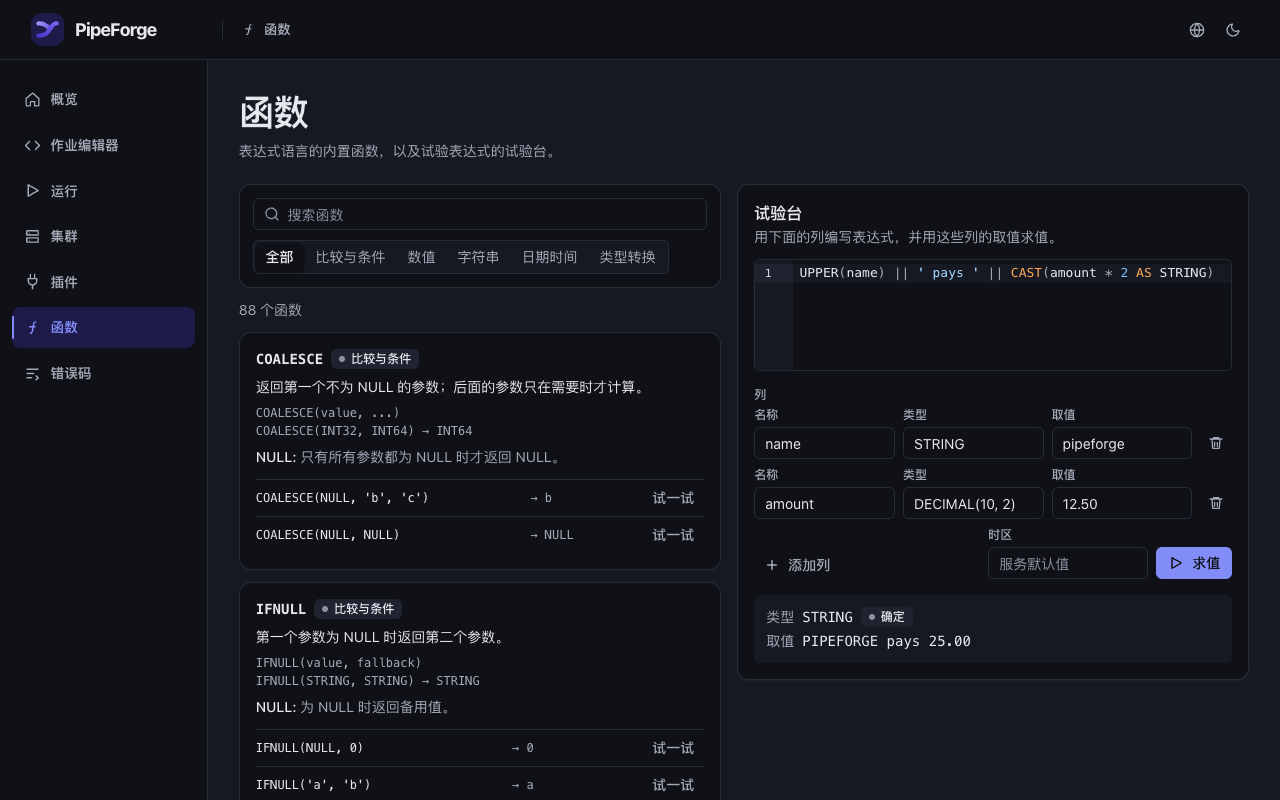 PipeForge
函数
概览
作业编辑器
运行
集群
插件
函数
错误码
函数
表达式语言的内置函数，以及试验表达式的试验台。
搜索函数
全部 比较与条件 数值 字符串 日期时间 类型转换
88 个函数
COALESCE 比较与条件
返回第一个不为 NULL 的参数；后面的参数只在需要时才计算。
COALESCE(value, ...)
COALESCE(INT32, INT64) → INT64
NULL: 只有所有参数都为 NULL 时才返回 NULL。
COALESCE(NULL, 'b', 'c') → b 试一试
COALESCE(NULL, NULL) → NULL 试一试
IFNULL 比较与条件
第一个参数为 NULL 时返回第二个参数。
IFNULL(value, fallback)
IFNULL(STRING, STRING) → STRING
NULL: 为 NULL 时返回备用值。
IFNULL(NULL, 0) → 0 试一试
IFNULL('a', 'b') → a 试一试
试验台
用下面的列编写表达式，并用这些列的取值求值。
1 UPPER(name) || ' pays ' || CAST(amount * 2 AS STRING)
列
名称 类型 取值
name STRING pipeforge
名称 类型 取值
amount DECIMAL(10, 2) 12.50
时区
添加列 服务默认值 求值
类型 STRING 确定
取值 PIPEFORGE pays 25.00